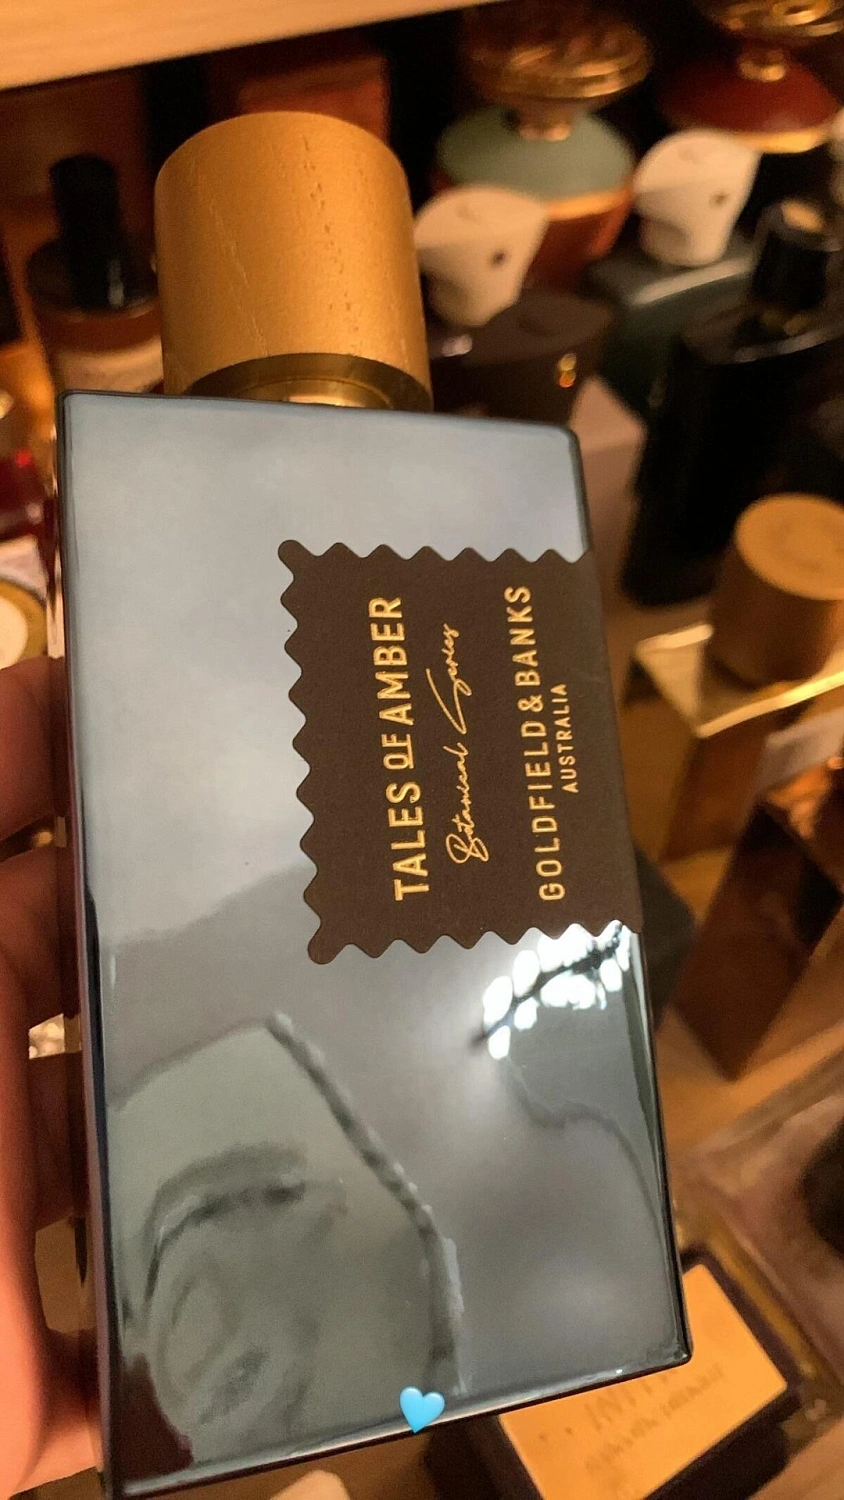 TALES OF AMBER
Botanical Series
GOLDFIELD & BANKS
AUSTRALIA